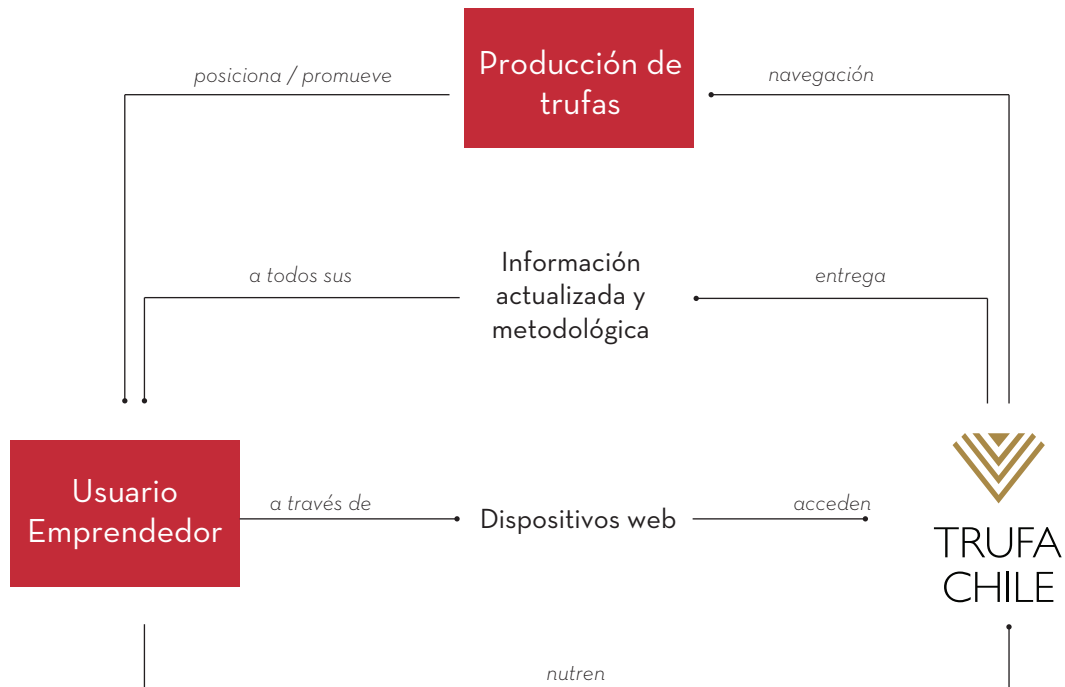 posiciona / promueve
Producción de
trufas
navegación
a todos sus
Información
actualizada y
metodológica
entrega
Usuario
Emprendedor
a través de
Dispositivos web
acceden
TRUFA
CHILE
nutren